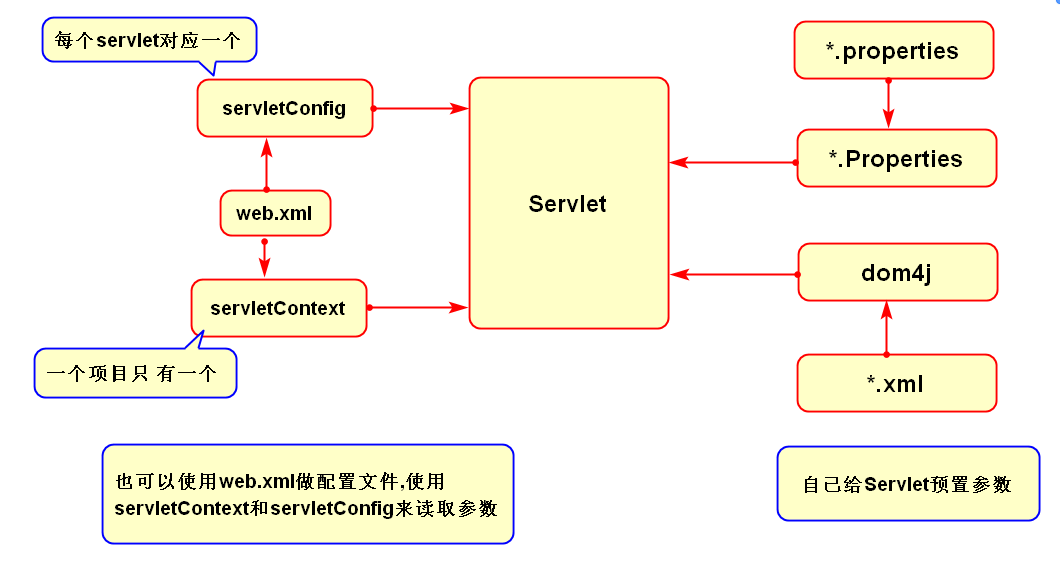 每个servlet对应一个
servletConfig
web.xml
servletContext
一个项目只 有一个
Servlet
*.properties
*.Properties
dom4j
*.xml
也可以使用web.xml做配置文件,使用
servletContext和servletConfig来读取参数
自己给Servlet预置参数